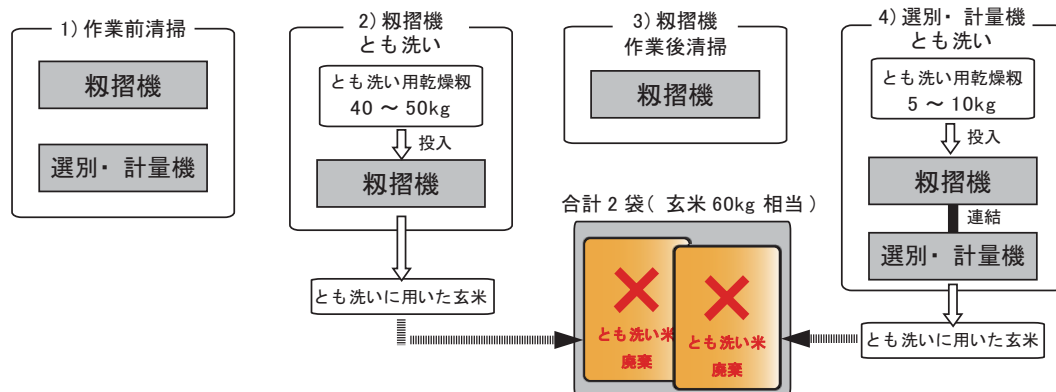 1) 作業前清掃
籾摺機
選別・計量機
2) 籾摺機
とも洗い
とも洗い用乾燥籾
40 ～ 50kg
投入
籾摺機
とも洗いに用いた玄米
3) 籾摺機
作業後清掃
籾摺機
合計 2 袋( 玄米 60kg 相当 )
とも洗い米
廃棄
とも洗い米
廃棄
4) 選別・計量機
とも洗い
とも洗い用乾燥籾
5 ～ 10kg
投入
籾摺機
連結
選別・計量機
とも洗いに用いた玄米